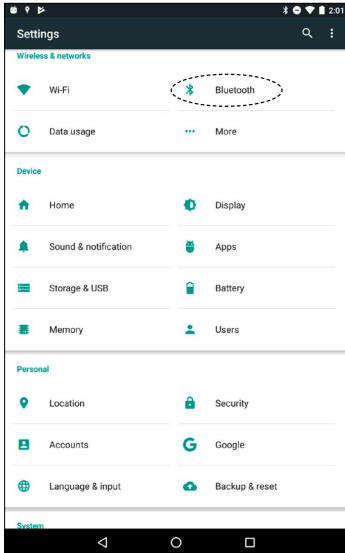 2:01
Settings
Wireless & networks
Wi-Fi Bluetooth
Data usage More
Device
Home Display
Sound & notification Apps
Storage & USB Battery
Memory Users
Personal
Location Security
Accounts Google
Language & input Backup & reset
System